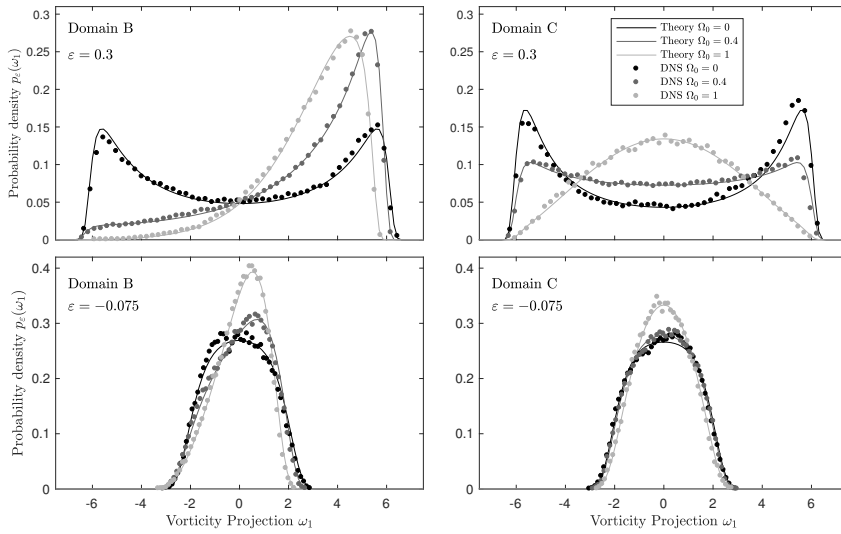 Domain B
ε = 0.3
Probability density pε(ω1)
0.3
0.25
0.2
0.15
0.1
0.05
0
Domain C
ε = 0.3
Theory Ω0 = 0
Theory Ω0 = 0.4
Theory Ω0 = 1
DNS Ω0 = 0
DNS Ω0 = 0.4
DNS Ω0 = 1
0.3
0.25
0.2
0.15
0.1
0.05
0
Domain B
ε = −0.075
Probability density pε(ω1)
0.4
0.3
0.2
0.1
0
-6 -4 -2 0 2 4 6
Vorticity Projection ω1
Domain C
ε = −0.075
0.4
0.3
0.2
0.1
0
-6 -4 -2 0 2 4 6
Vorticity Projection ω1